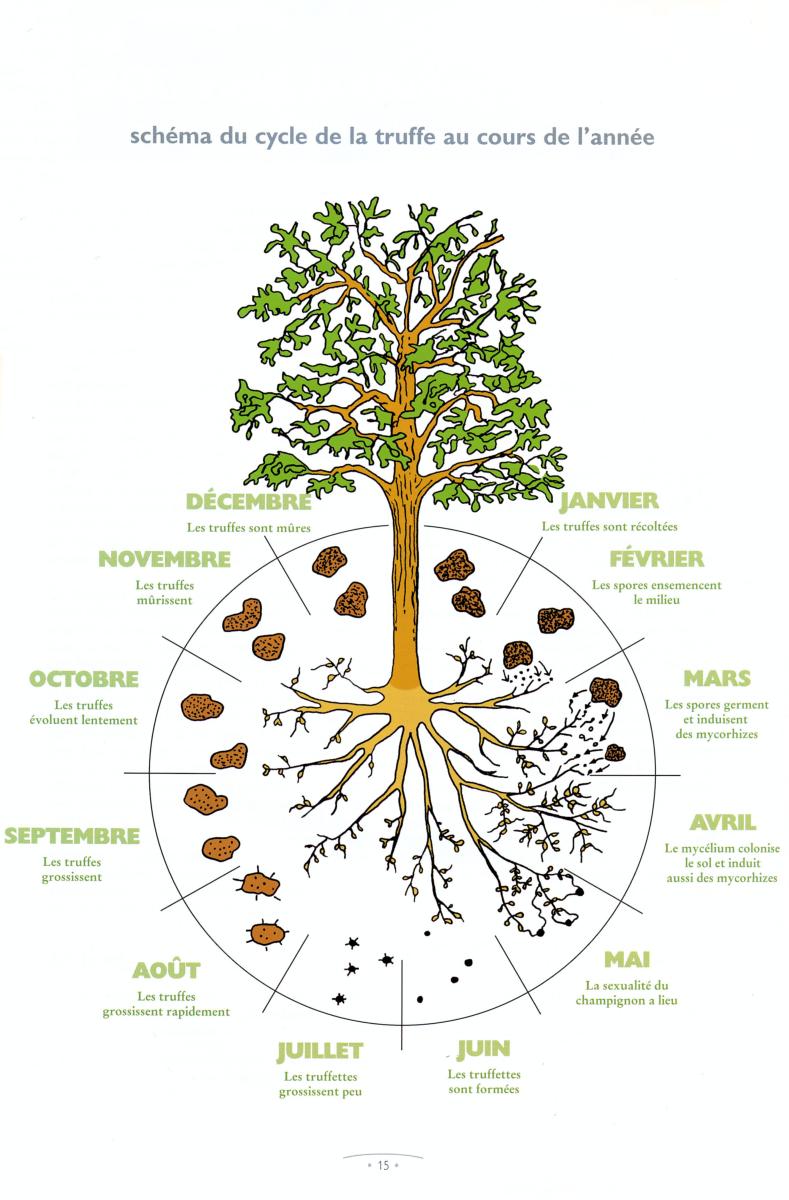 schéma du cycle de la truffe au cours de l'année
DÉCEMBRE
Les truffes sont mûres
JANVIER
Les truffes sont récoltées
NOVEMBRE
Les truffes
mûrissent
FÉVRIER
Les spores ensemencent
le milieu
OCTOBRE
Les truffes
évoluent lentement
MARS
Les spores germent
et induisent
des mycorhizes
SEPTEMBRE
Les truffes
grossissent
AVRIL
Le mycélium colonise
le sol et induit
aussi des mycorhizes
AOÛT
Les truffes
grossissent rapidement
MAI
La sexualité du
champignon a lieu
JUILLET
Les truffettes
grossissent peu
JUIN
Les truffettes
sont formées
• 15 •